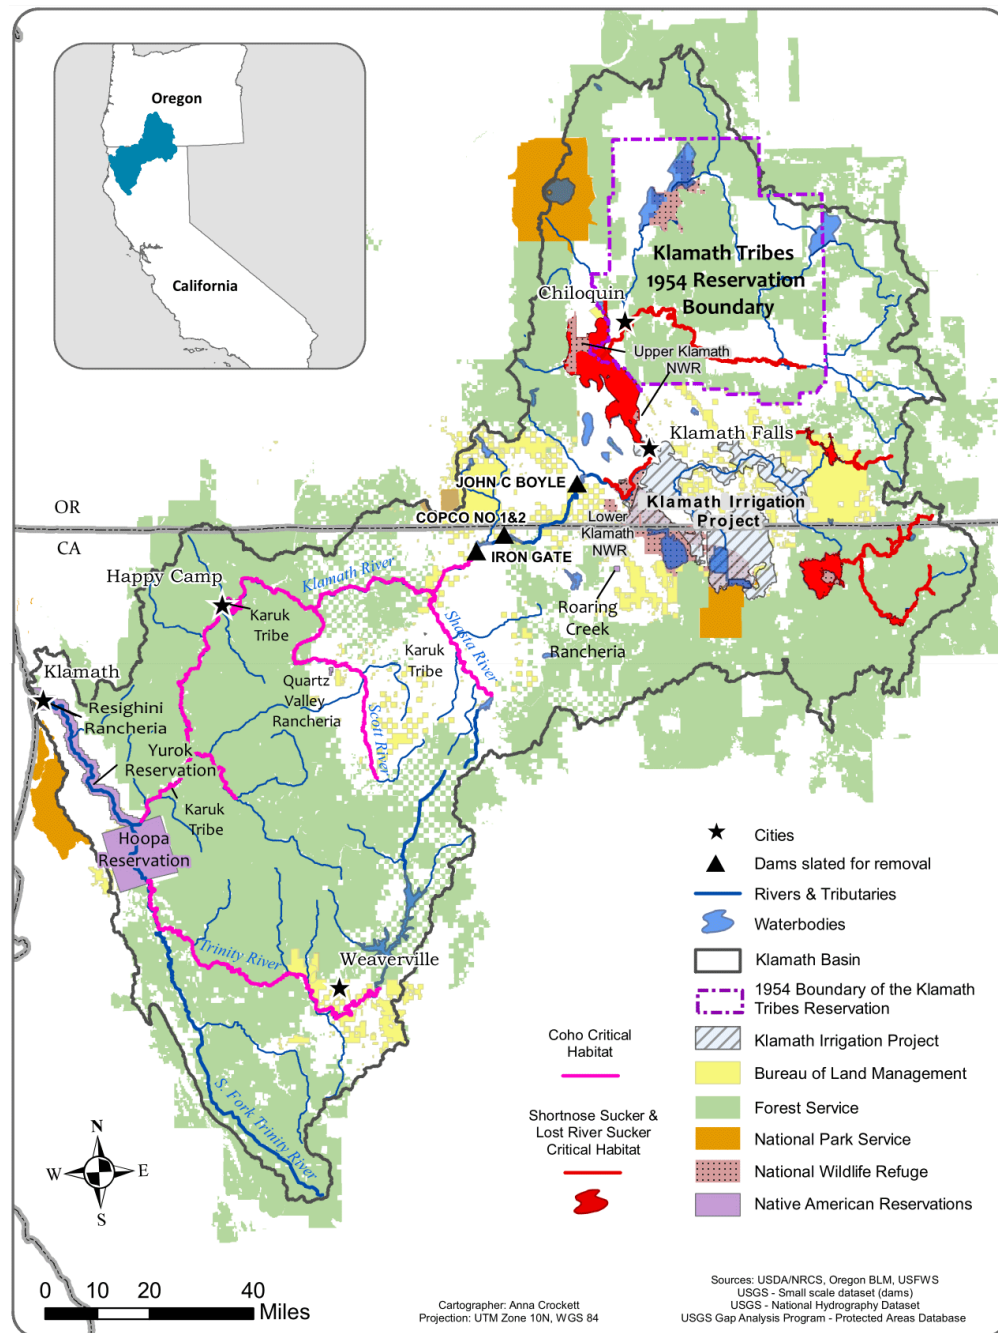 Oregon
California
Klamath Tribes
1954 Reservation
Boundary
Chiloquin
Upper Klamath
NWR
Klamath Falls
JOHN C BOYLE
Klamath Irrigation
Project
OR
COPCO NO 1&2
CA
Lower
Klamath
NWR
IRON GATE
Klamath River
Happy Camp
Karuk
Tribe
Shasta River
Roaring
Creek
Rancheria
Karuk
Tribe
Klamath
Quartz
Valley
Rancheria
Resighini
Rancheria
Scott River
Yurok
Reservation
Karuk
Tribe
Hoopa
Reservation
Trinity River
Weaverville
S. Fork Trinity River
Cities
Dams slated for removal
Rivers & Tributaries
Waterbodies
Klamath Basin
1954 Boundary of the Klamath
Tribes Reservation
Klamath Irrigation Project
Bureau of Land Management
Forest Service
National Park Service
National Wildlife Refuge
Native American Reservations
Coho Critical
Habitat
Shortnose Sucker &
Lost River Sucker
Critical Habitat
N
W
E
S
0 10 20 40
Miles
Cartographer: Anna Crockett
Projection: UTM Zone 10N, WGS 84
Sources: USDA/NRCS, Oregon BLM, USFWS
USGS - Small scale dataset (dams)
USGS - National Hydrography Dataset
USGS Gap Analysis Program - Protected Areas Database